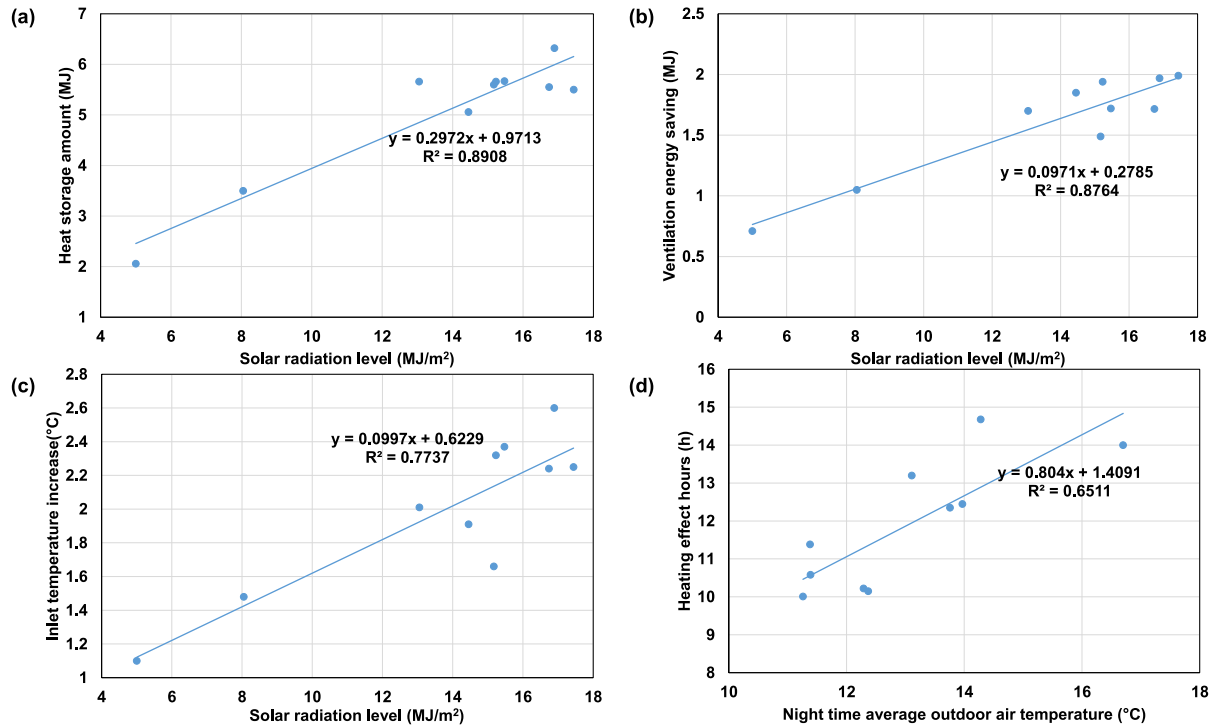 (a)
7
6
5
4
3
2
1
Heat storage amount (MJ)
y = 0.2972x + 0.9713
R² = 0.8908
4 6 8 10 12 14 16 18
Solar radiation level (MJ/m²)
(b)
2.5
2
1.5
1
0.5
0
Ventilation energy saving (MJ)
y = 0.0971x + 0.2785
R² = 0.8764
4 6 8 10 12 14 16 18
Solar radiation level (MJ/m²)
(c)
2.8
2.6
2.4
2.2
2
1.8
1.6
1.4
1.2
1
Inlet temperature increase(°C)
y = 0.0997x + 0.6229
R² = 0.7737
4 6 8 10 12 14 16 18
Solar radiation level (MJ/m²)
(d)
16
15
14
13
12
11
10
9
8
Heating effect hours (h)
y = 0.804x + 1.4091
R² = 0.6511
10 12 14 16 18
Night time average outdoor air temperature (°C)